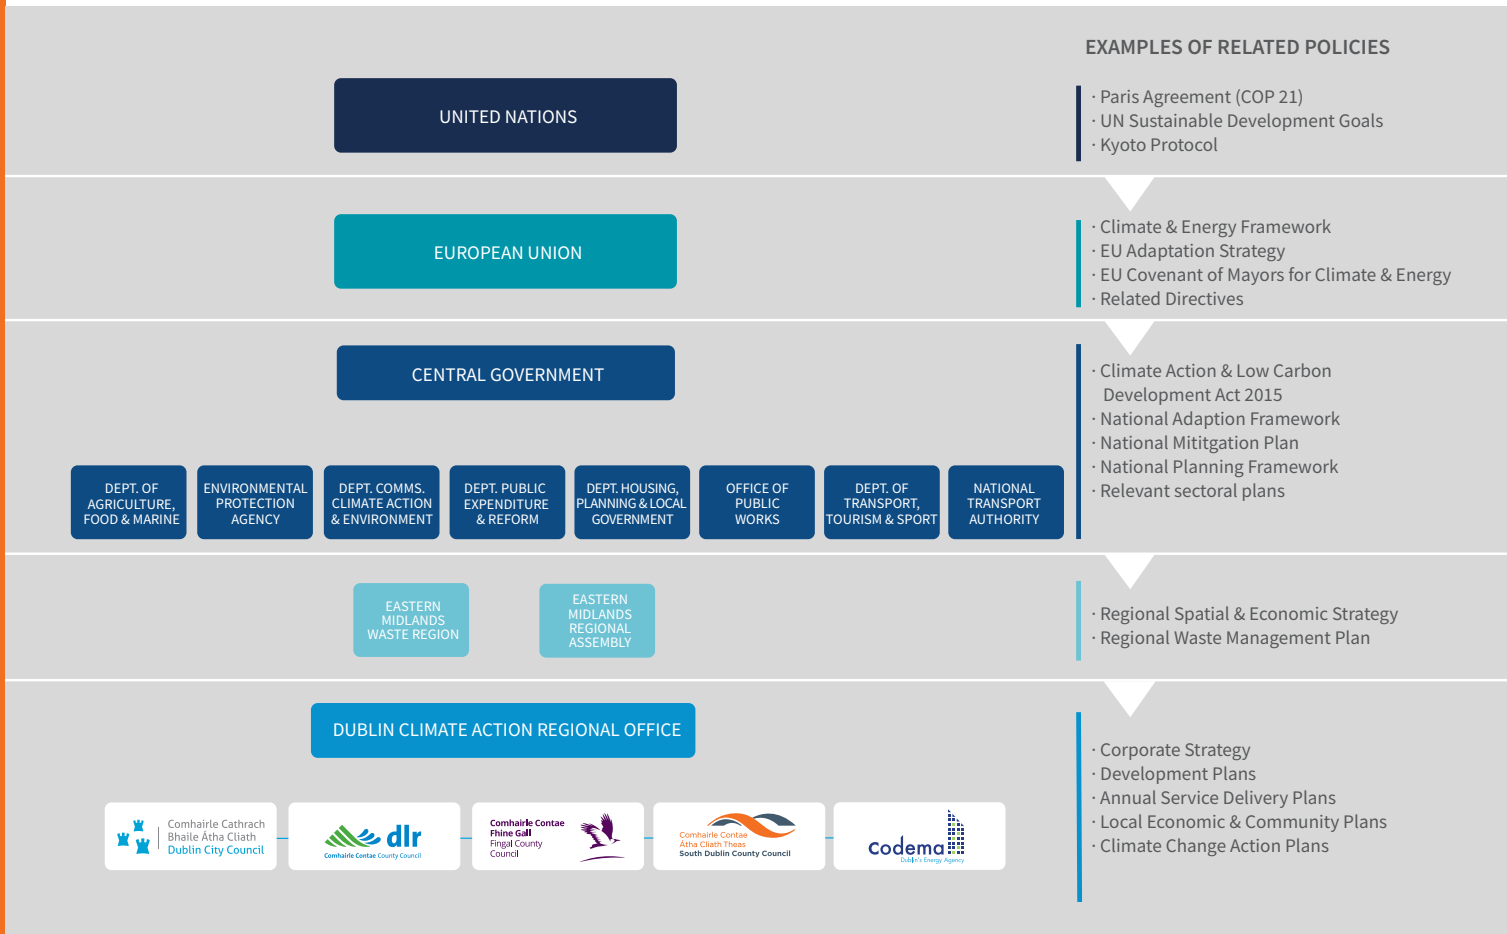 EXAMPLES OF RELATED POLICIES
UNITED NATIONS
· Paris Agreement (COP 21)
· UN Sustainable Development Goals
· Kyoto Protocol
EUROPEAN UNION
· Climate & Energy Framework
· EU Adaptation Strategy
· EU Covenant of Mayors for Climate & Energy
· Related Directives
CENTRAL GOVERNMENT
DEPT. OF
AGRICULTURE,
FOOD & MARINE
ENVIRONMENTAL
PROTECTION
AGENCY
DEPT. COMMS.
CLIMATE ACTION
& ENVIRONMENT
DEPT. PUBLIC
EXPENDITURE
& REFORM
DEPT. HOUSING,
PLANNING & LOCAL
GOVERNMENT
OFFICE OF
PUBLIC
WORKS
DEPT. OF
TRANSPORT,
TOURISM & SPORT
NATIONAL
TRANSPORT
AUTHORITY
· Climate Action & Low Carbon
Development Act 2015
· National Adaption Framework
· National Mititgation Plan
· National Planning Framework
· Relevant sectoral plans
EASTERN
MIDLANDS
WASTE REGION
EASTERN
MIDLANDS
REGIONAL
ASSEMBLY
· Regional Spatial & Economic Strategy
· Regional Waste Management Plan
DUBLIN CLIMATE ACTION REGIONAL OFFICE
Comhairle Cathrach
Bhaile Átha Cliath
Dublin City Council
dlr
Comhairle Contae County Council
Comhairle Contae
Fhine Gall
Fingal County
Council
Comhairle Contae
Átha Cliath Theas
South Dublin County Council
codema
Dublin's Energy Agency
· Corporate Strategy
· Development Plans
· Annual Service Delivery Plans
· Local Economic & Community Plans
· Climate Change Action Plans